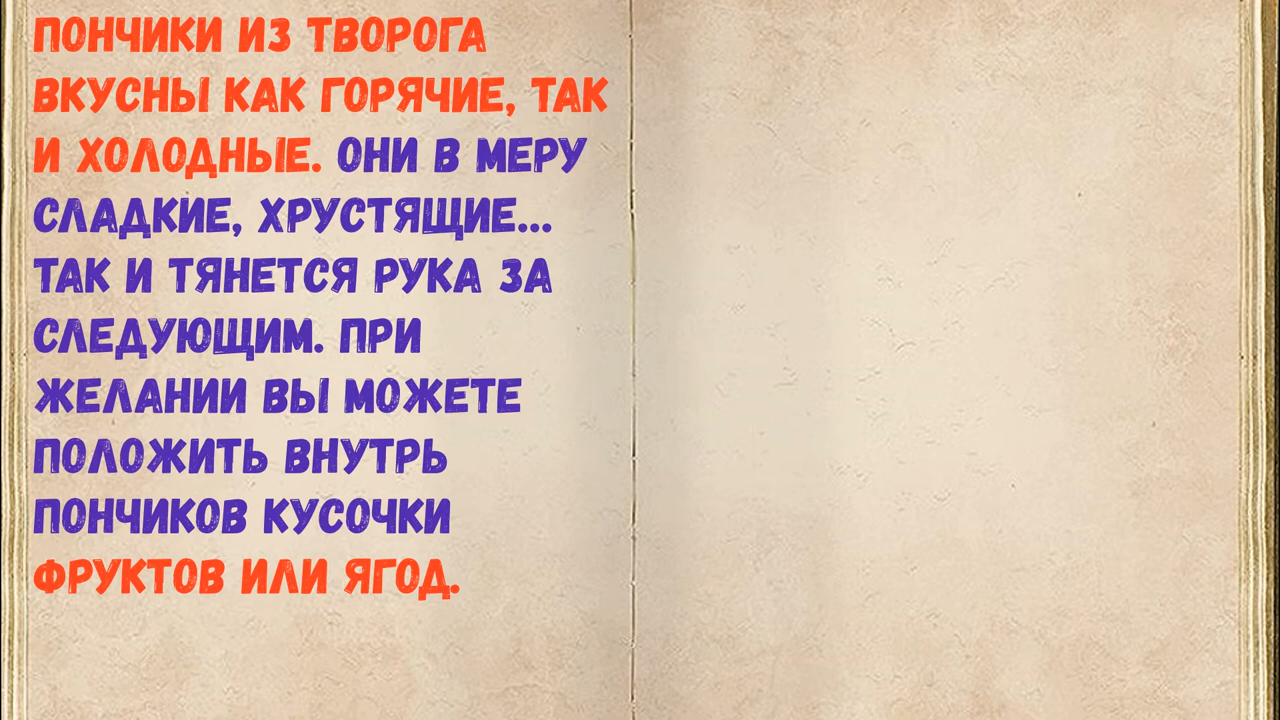 ПОНЧИКИ ИЗ ТВОРОГА
ВКУСНЫ КАК ГОРЯЧИЕ, ТАК
И ХОЛОДНЫЕ. ОНИ В МЕРУ
СЛАДКИЕ, ХРУСТЯЩИЕ...
ТАК И ТЯНЕТСЯ РУКА ЗА
СЛЕДУЮЩИМ. ПРИ
ЖЕЛАНИИ ВЫ МОЖЕТЕ
ПОЛОЖИТЬ ВНУТРЬ
ПОНЧИКОВ КУСОЧКИ
ФРУКТОВ ИЛИ ЯГОД.